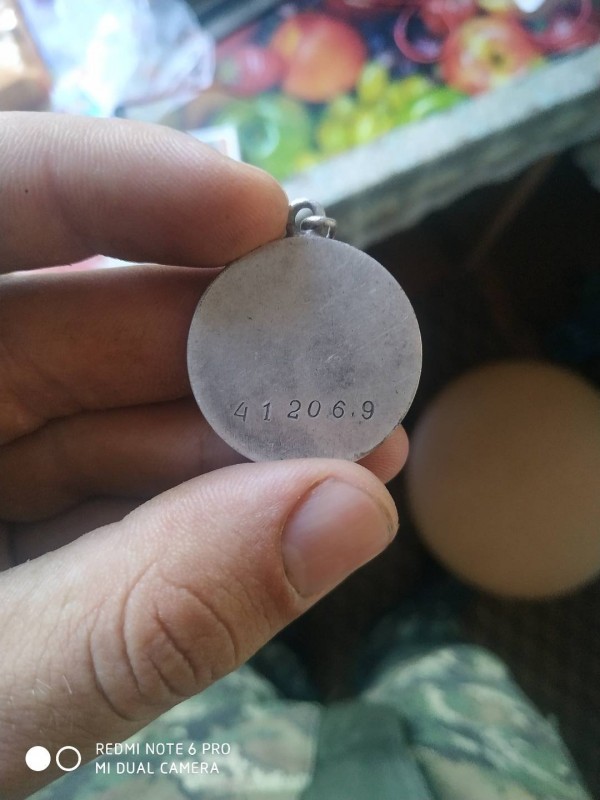 41206.9
REDMI NOTE 6 PRO
MI DUAL CAMERA